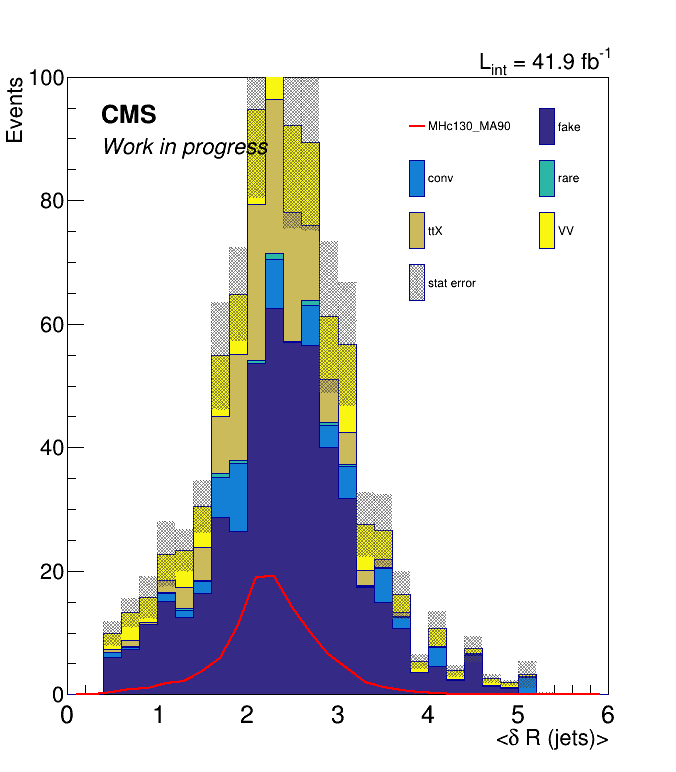 L_int = 41.9 fb^-1
Events
100
80
60
40
20
0
CMS
Work in progress
MHc130_MA90
fake
conv
rare
ttX
VV
stat error
0 1 2 3 4 5 6
<δ R (jets)>